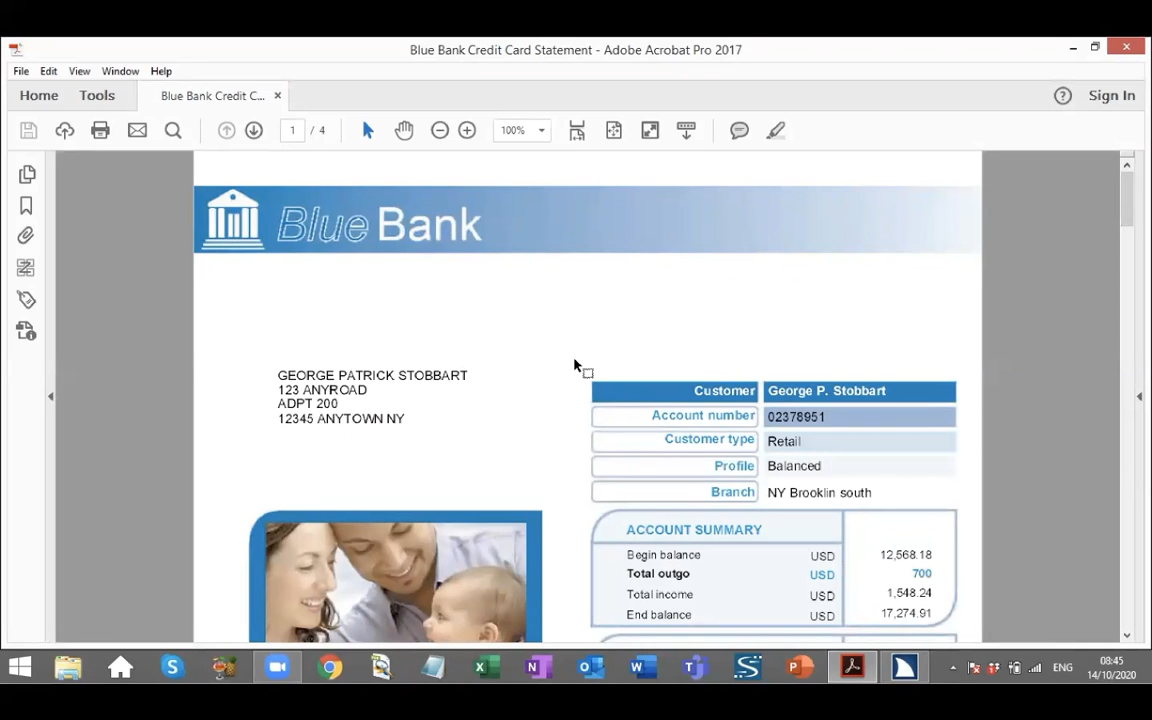 Blue Bank Credit Card Statement - Adobe Acrobat Pro 2017
File Edit View Window Help
Home Tools Blue Bank Credit C... × Sign In
1 / 4 100%
Blue Bank
GEORGE PATRICK STOBBART
123 ANYROAD
ADPT 200
12345 ANYTOWN NY
Customer George P. Stobbart
Account number 02378951
Customer type Retail
Profile Balanced
Branch NY Brooklin south
ACCOUNT SUMMARY
Begin balance USD 12,568.18
Total outgo USD 700
Total income USD 1,548.24
End balance USD 17,274.91
ENG 08:45
14/10/2020